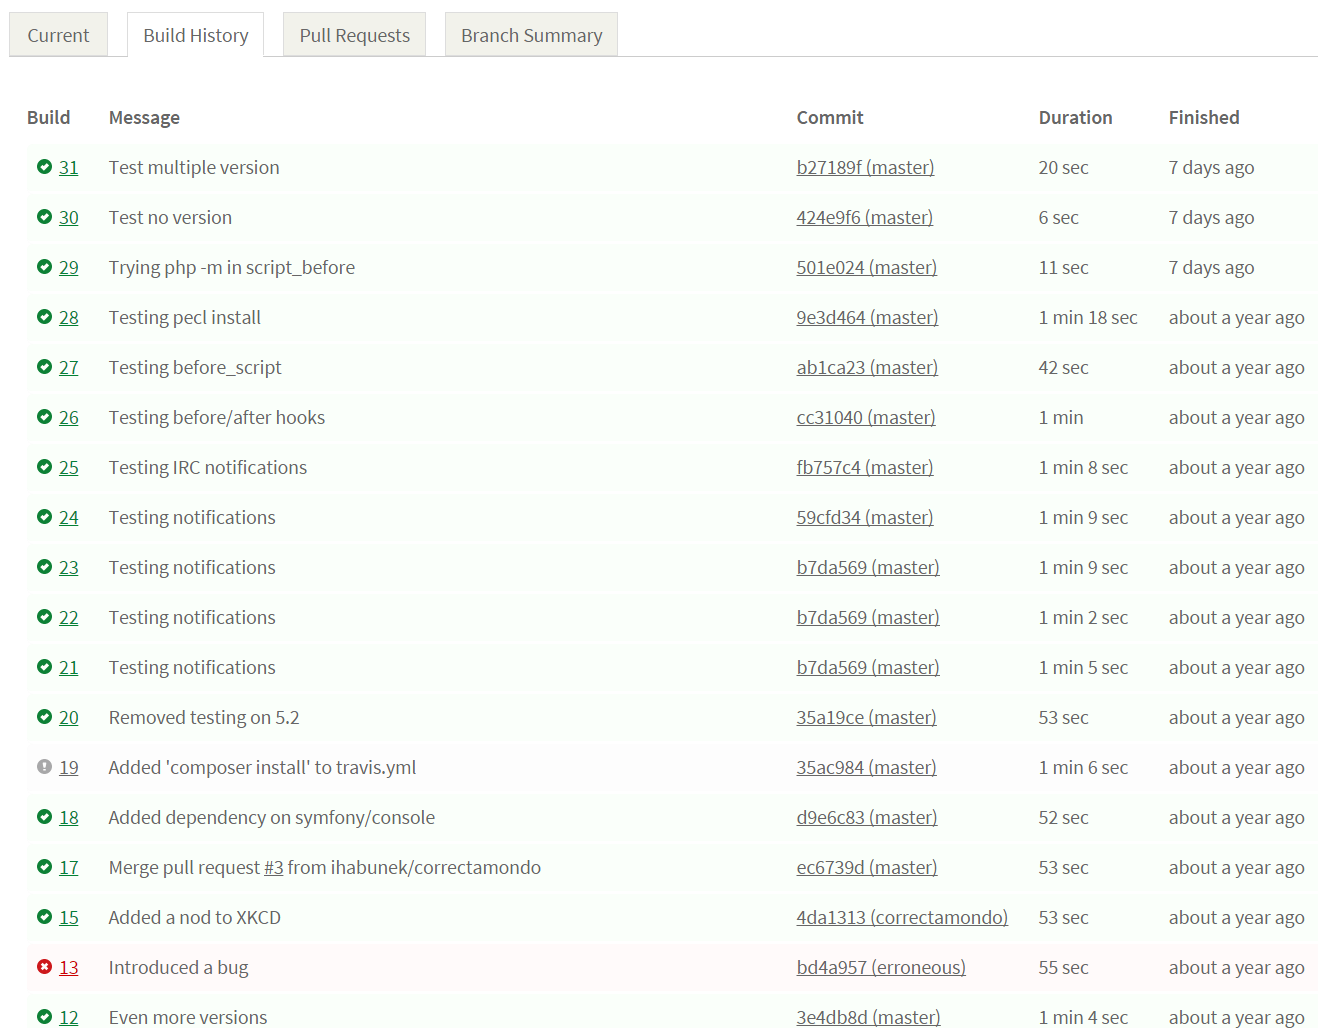 Current Build History Pull Requests Branch Summary
Build Message Commit Duration Finished
31 Test multiple version b27189f (master) 20 sec 7 days ago
30 Test no version 424e9f6 (master) 6 sec 7 days ago
29 Trying php -m in script_before 501e024 (master) 11 sec 7 days ago
28 Testing pecl install 9e3d464 (master) 1 min 18 sec about a year ago
27 Testing before_script ab1ca23 (master) 42 sec about a year ago
26 Testing before/after hooks cc31040 (master) 1 min about a year ago
25 Testing IRC notifications fb757c4 (master) 1 min 8 sec about a year ago
24 Testing notifications 59cfd34 (master) 1 min 9 sec about a year ago
23 Testing notifications b7da569 (master) 1 min 9 sec about a year ago
22 Testing notifications b7da569 (master) 1 min 2 sec about a year ago
21 Testing notifications b7da569 (master) 1 min 5 sec about a year ago
20 Removed testing on 5.2 35a19ce (master) 53 sec about a year ago
19 Added 'composer install' to travis.yml 35ac984 (master) 1 min 6 sec about a year ago
18 Added dependency on symfony/console d9e6c83 (master) 52 sec about a year ago
17 Merge pull request #3 from ihabunek/correctamondo ec6739d (master) 53 sec about a year ago
15 Added a nod to XKCD 4da1313 (correctamondo) 53 sec about a year ago
13 Introduced a bug bd4a957 (erroneous) 55 sec about a year ago
12 Even more versions 3e4db8d (master) 1 min 4 sec about a year ago